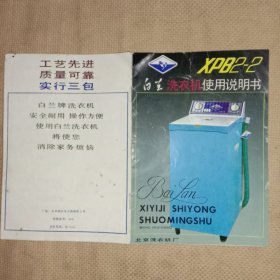 工艺先进
质量可靠
实行三包
白兰牌洗衣机
安全耐用 操作方便
使用白兰洗衣机
将使您
消除家务烦恼
XPB2-2
白兰 洗衣机使用说明书
Bai Lan
XIYIJI SHIYONG
SHUOMINGSHU
北京洗衣机厂